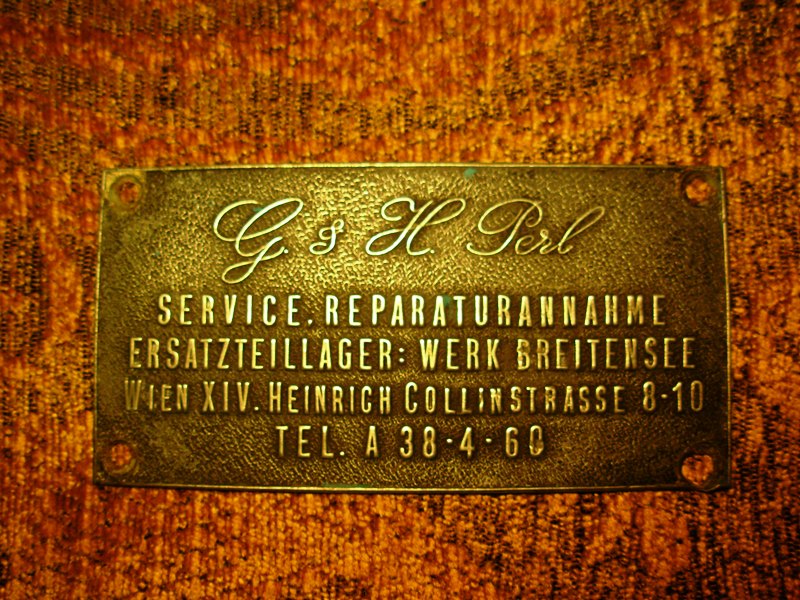 G. & H. Perl
SERVICE, REPARATURANNAHME
ERSATZTEILLAGER: WERK BREITENSEE
WIEN XIV. HEINRICH COLLINSTRASSE 8-10
TEL. A 38-4-60